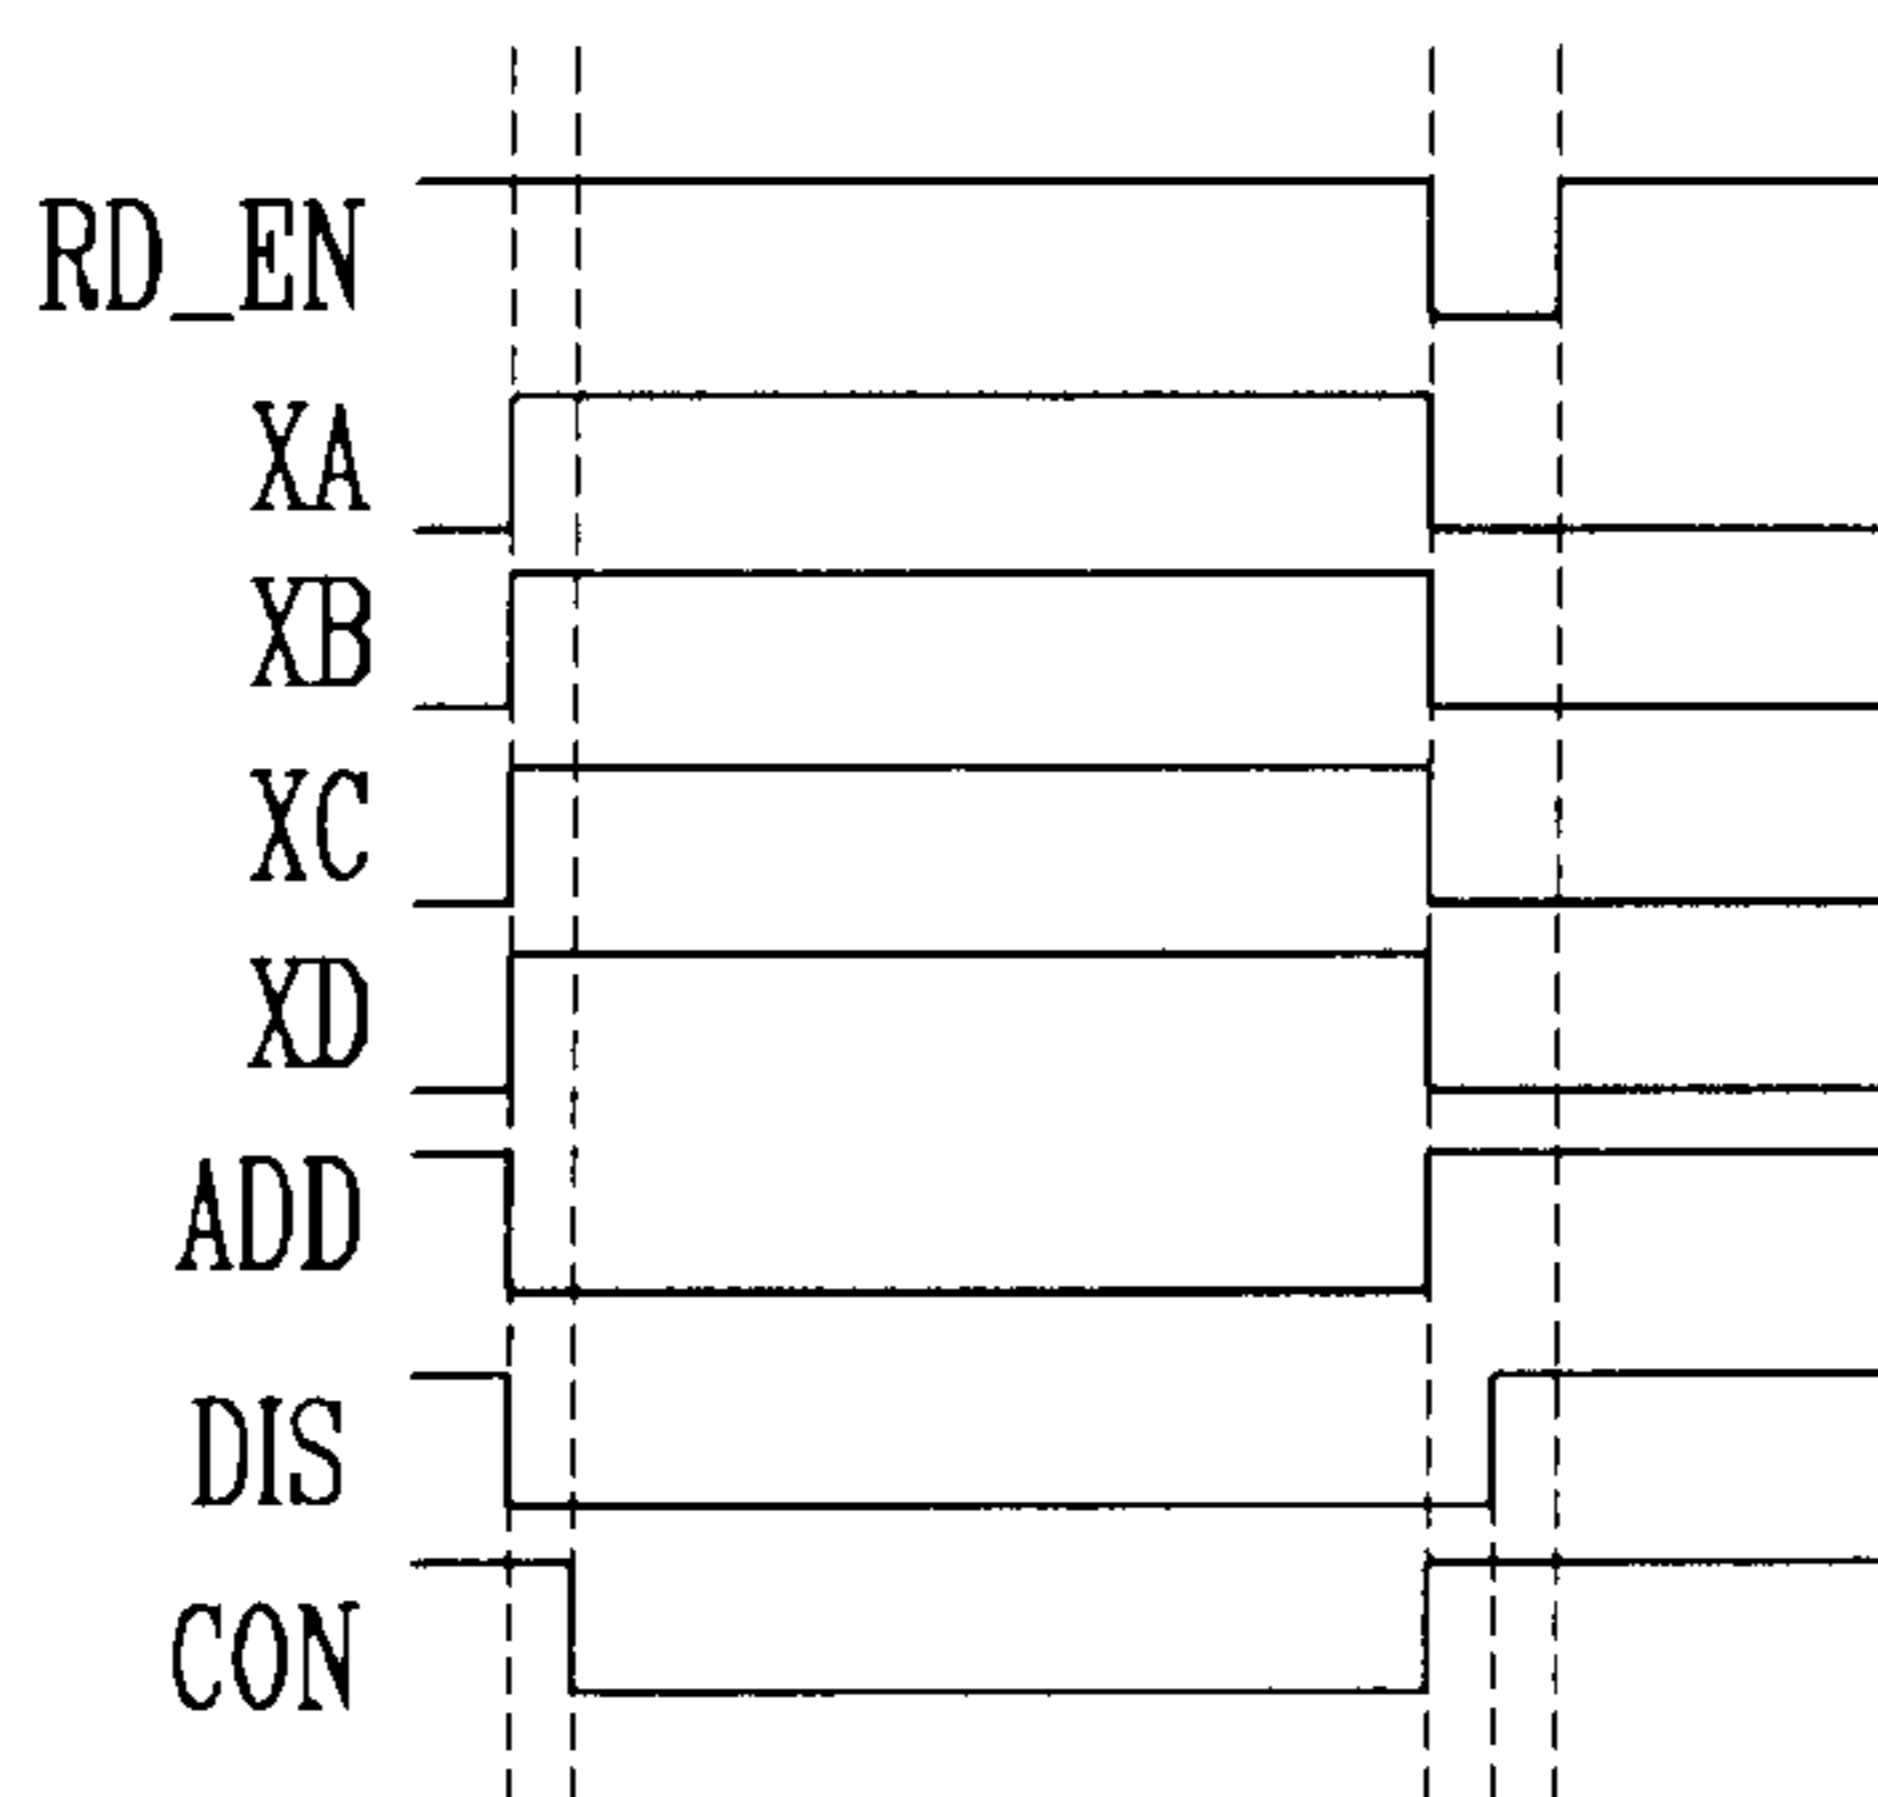 RD_EN
XA
XB
XC
XD
ADD
DIS
CON